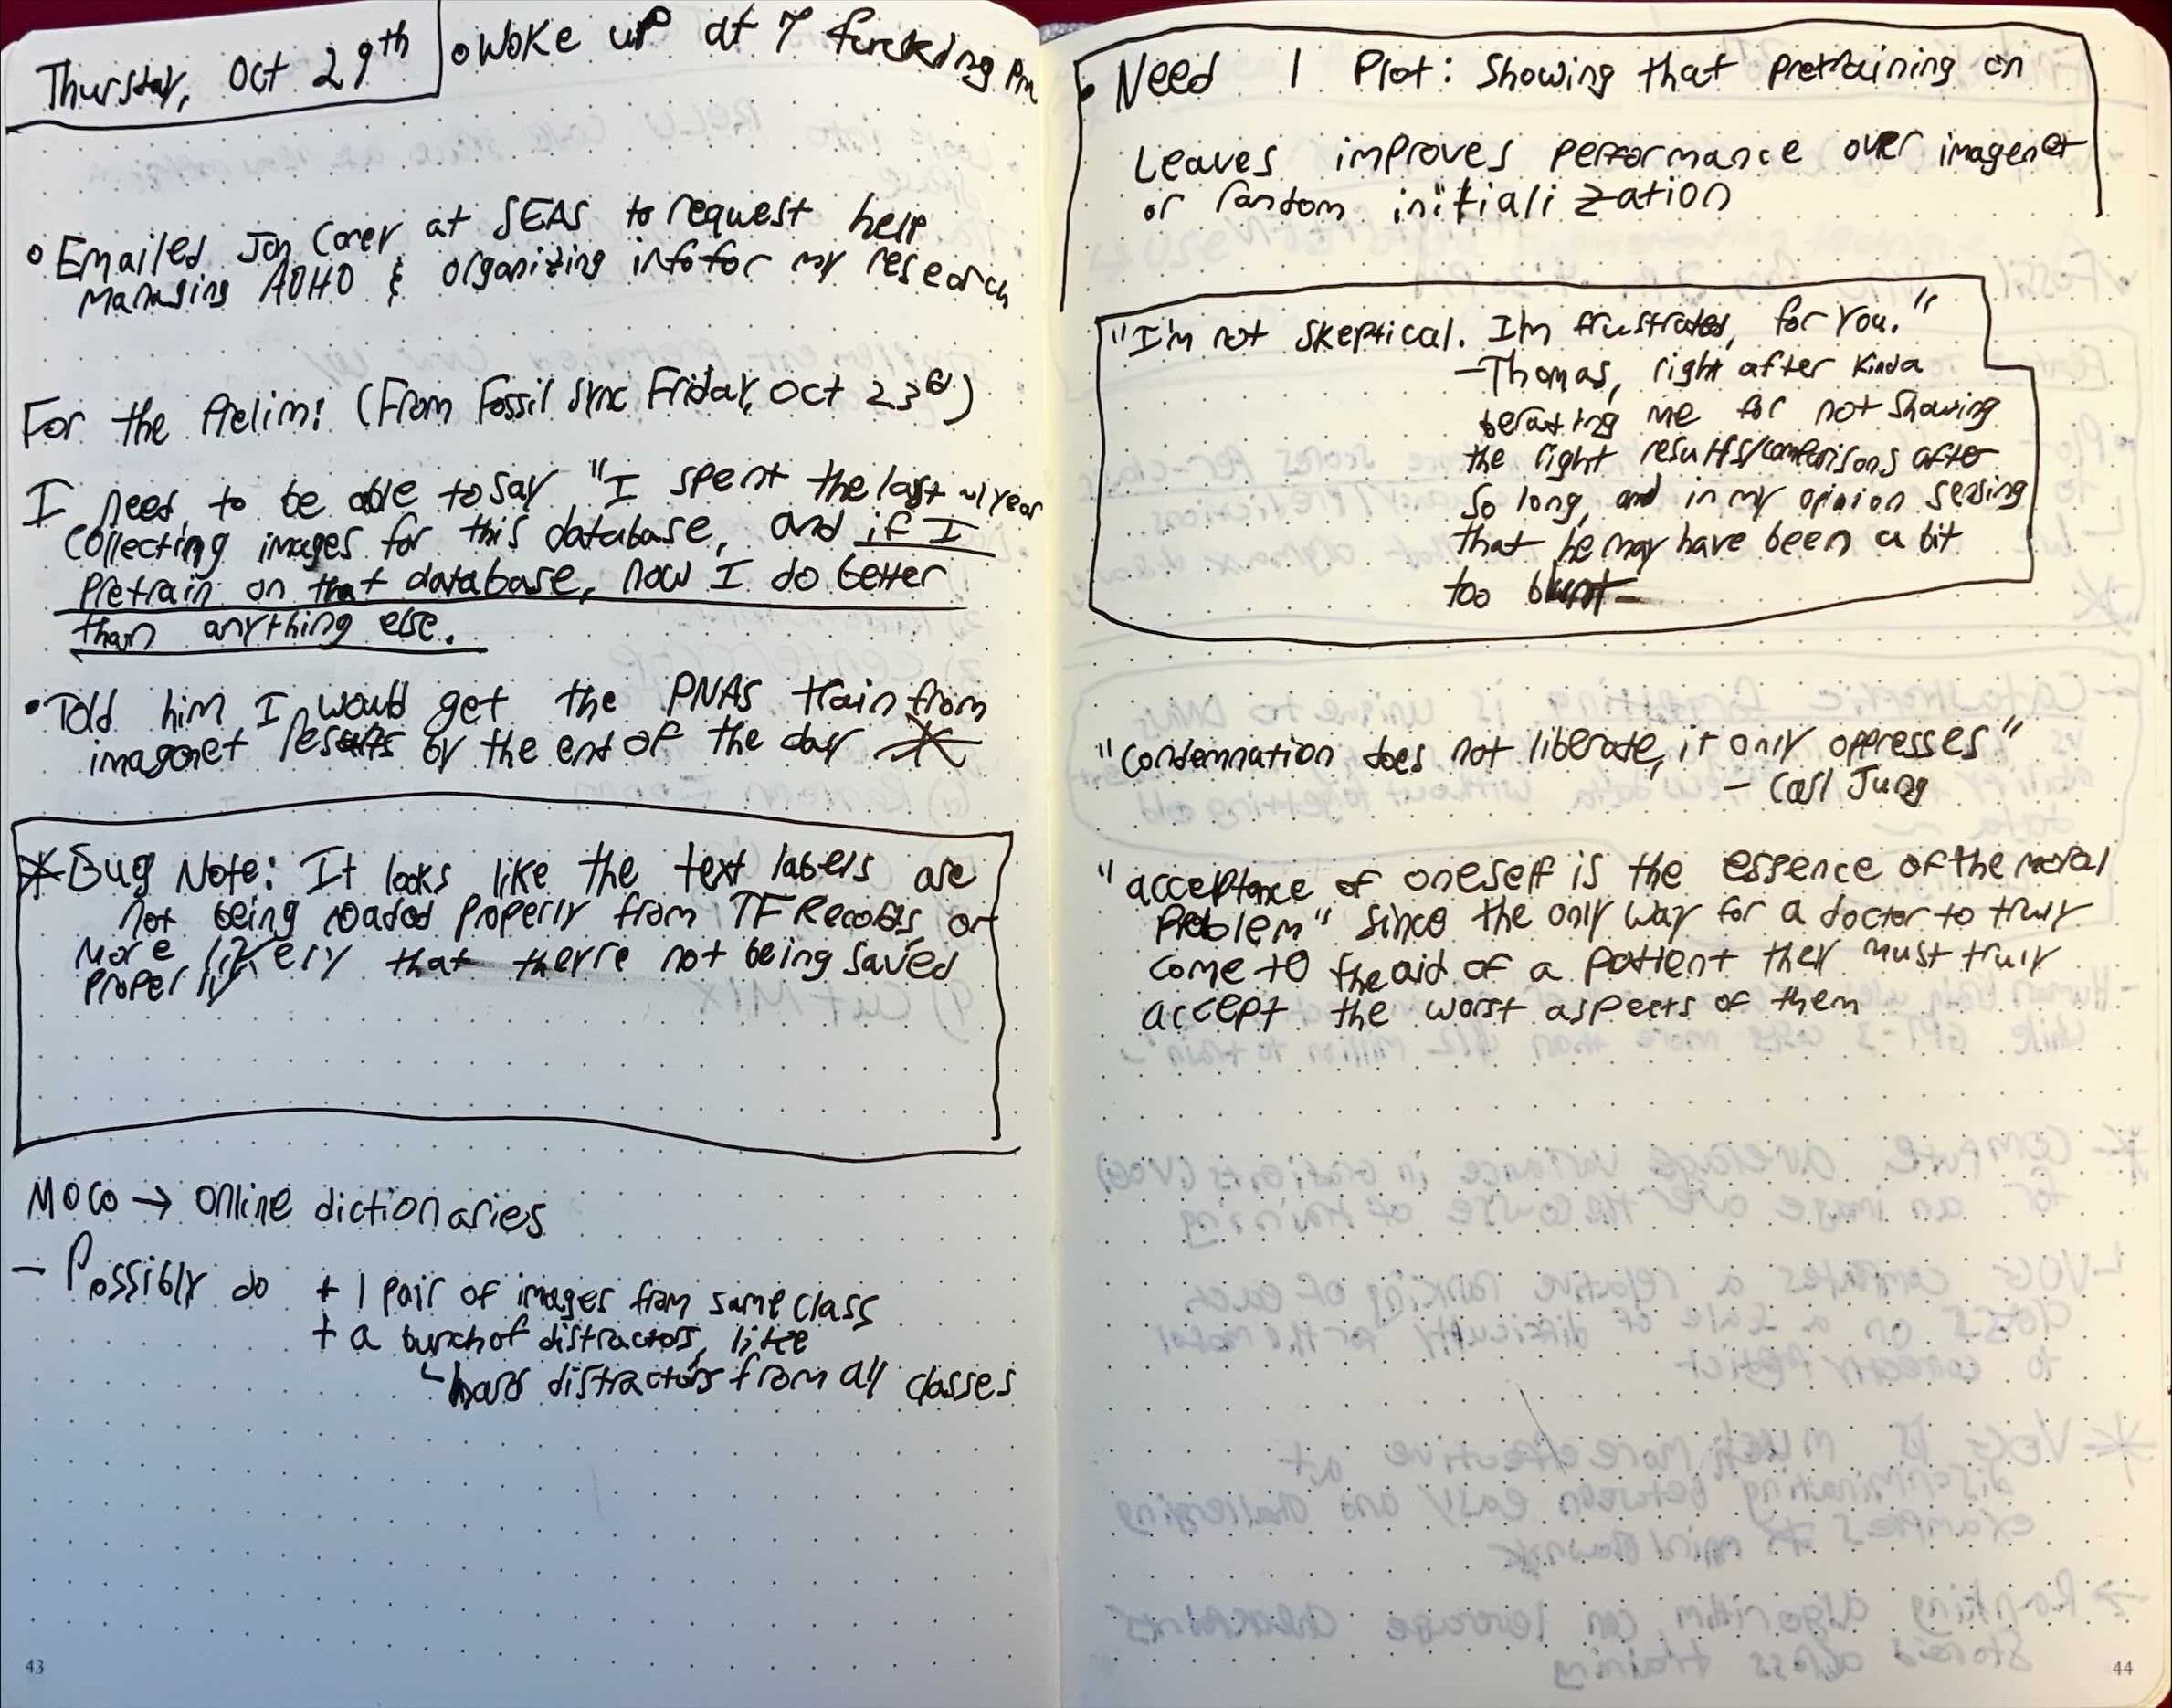 Thursday, Oct 29th
• Woke up at 7 fucking pm
• Emailed Jon Corey at SEAS to request help
managing ADHD & organizing info for my research
For the Prelim: (From Fossil Sync Friday, Oct 23rd)
I need to be able to say "I spent the last ~1 year
collecting images for this database, and if I
pretrain on that database, now I do better
than anything else.
• Told him I would get the PNAS train from
imagenet results by the end of the day *
* Bug Note: It looks like the text labels are
not being loaded properly from TFRecords or
more likely that they're not being saved
properly
MoCo → online dictionaries
- Possibly do + 1 pair of images from same class
+ a bunch of distractors, like
hard distractors from all classes
43
• Need 1 Plot: Showing that pretraining on
Leaves improves performance over imagenet
or random initialization
"I'm not skeptical. I'm frustrated, for you."
- Thomas, right after kinda
berating me for not showing
the right results/comparisons after
so long, and in my opinion seeing
that he may have been a bit
too blunt
"Condemnation does not liberate, it only oppresses"
- Carl Jung
"acceptance of oneself is the essence of the moral
problem" since the only way for a doctor to truly
come to the aid of a patient they must truly
accept the worst aspects of them
44